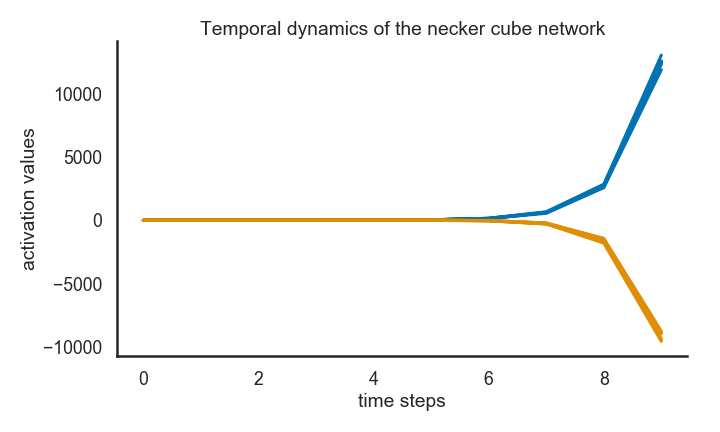 Temporal dynamics of the necker cube network
activation values
10000
5000
0
−5000
−10000
0 2 4 6 8
time steps